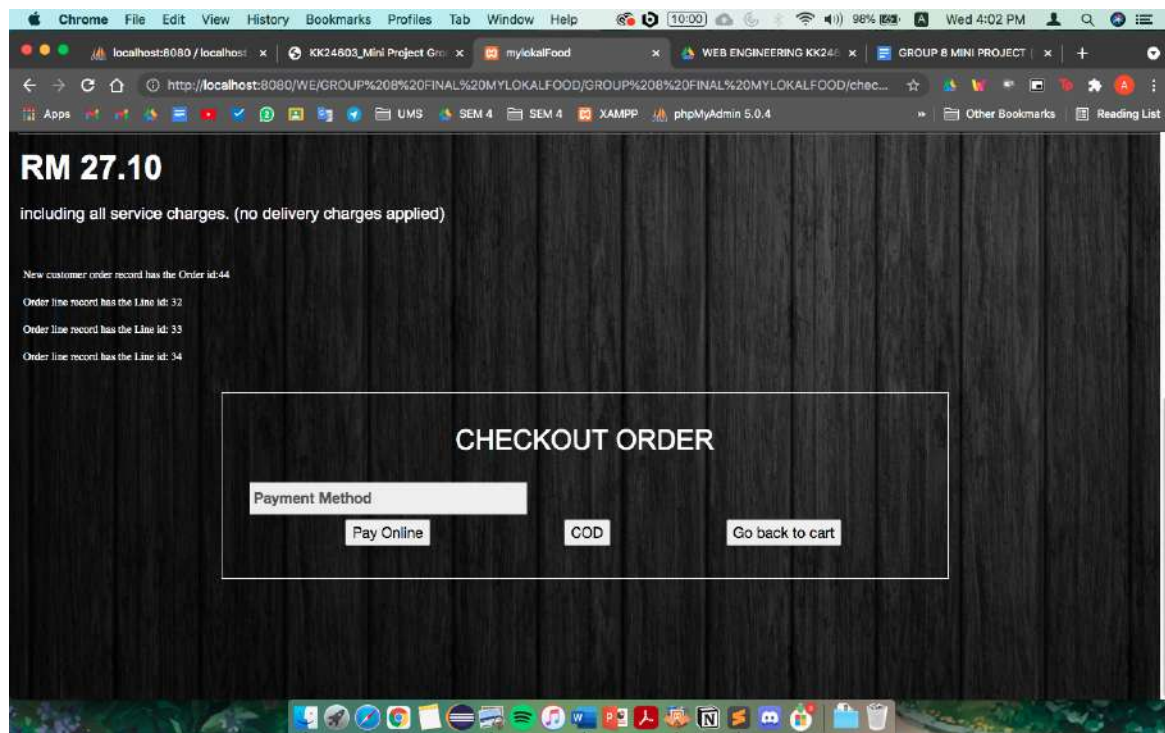 Chrome File Edit View History Bookmarks Profiles Tab Window Help 10:00 98% Wed 4:02 PM
localhost:8080 / localhost KK24603_Mini Project Gro mylokalFood WEB ENGINEERING KK246 GROUP 8 MINI PROJECT
http://localhost:8080/WE/GROUP%208%20FINAL%20MYLOKALFOOD/GROUP%208%20FINAL%20MYLOKALFOOD/chec...
Apps UMS SEM 4 SEM 4 XAMPP phpMyAdmin 5.0.4 » Other Bookmarks Reading List
RM 27.10
including all service charges. (no delivery charges applied)
New customer order record has the Order id:44
Order line record has the Line id: 32
Order line record has the Line id: 33
Order line record has the Line id: 34
CHECKOUT ORDER
Payment Method
Pay Online COD Go back to cart